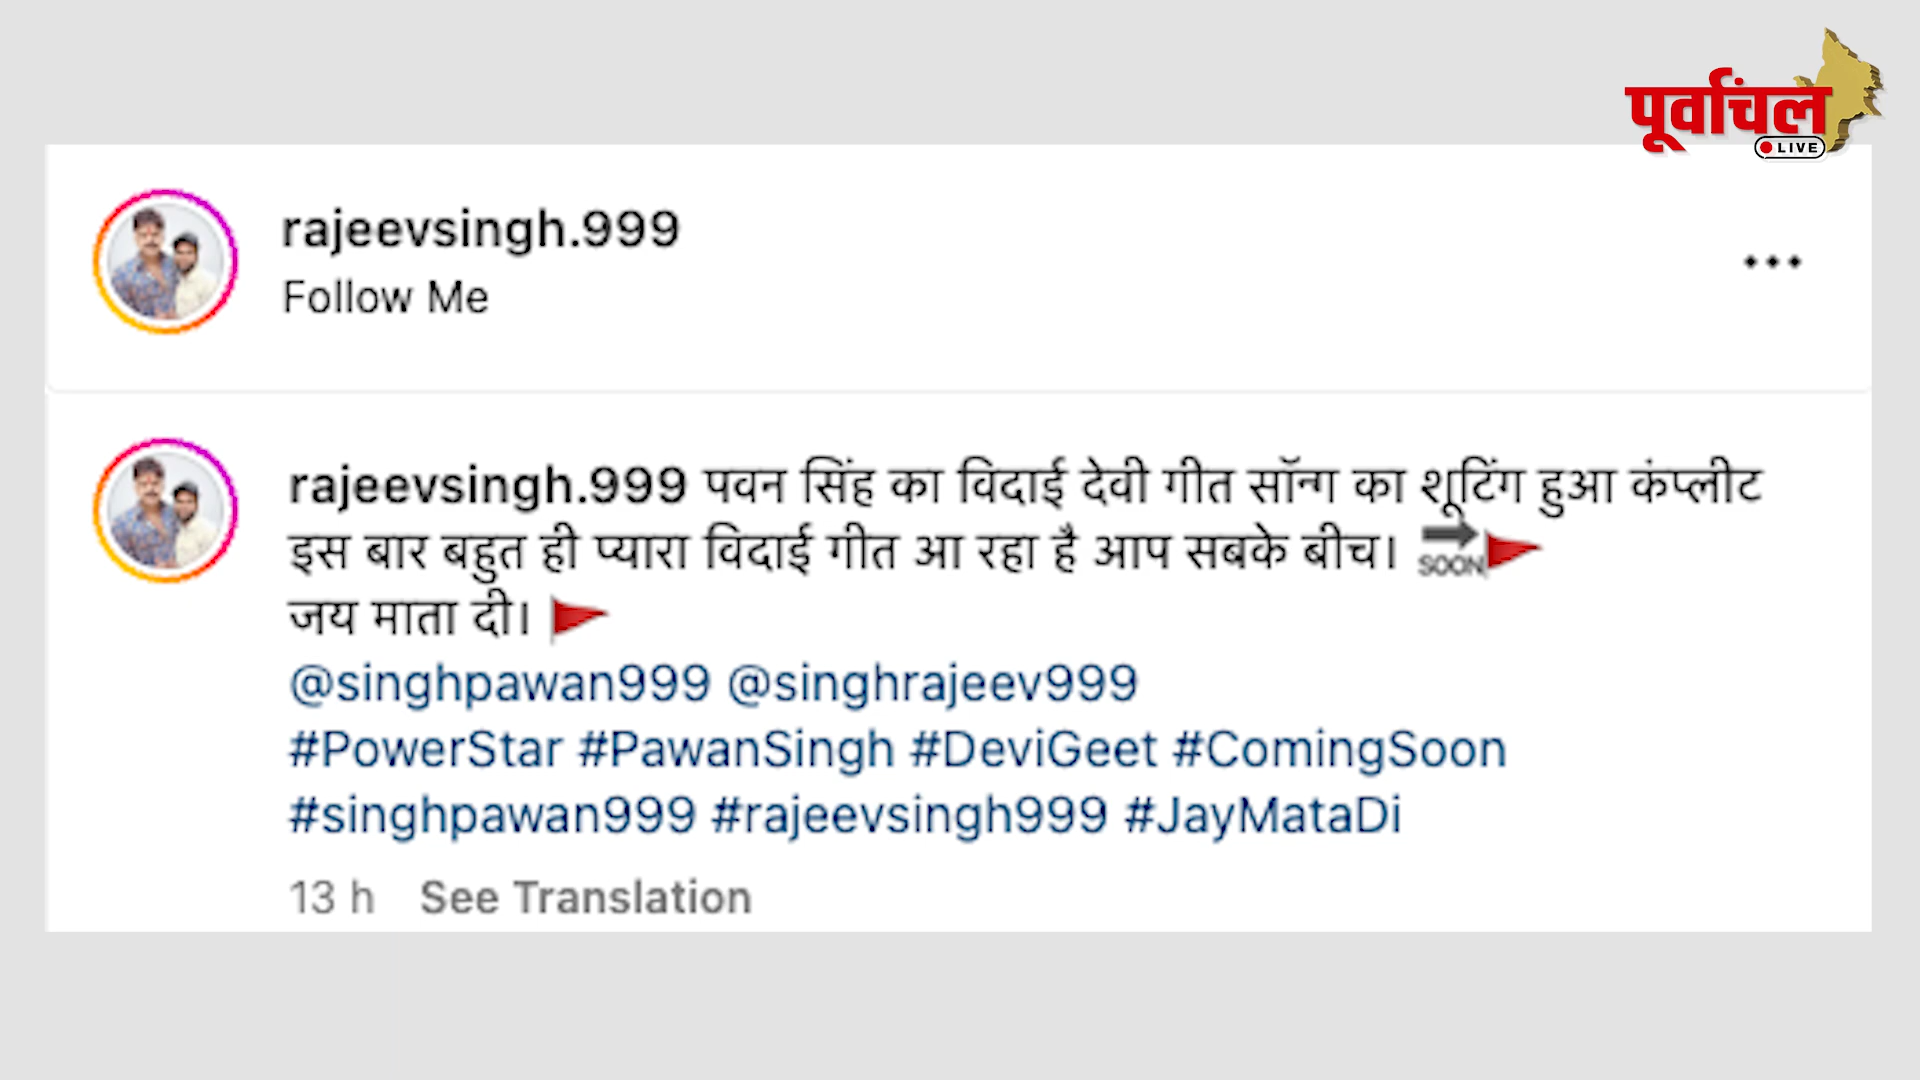 पूर्वांचल
LIVE
rajeevsingh.999
Follow Me
rajeevsingh.999 पवन सिंह का विदाई देवी गीत सॉन्ग का शूटिंग हुआ कंप्लीट
इस बार बहुत ही प्यारा विदाई गीत आ रहा है आप सबके बीच। 🔜🚩
जय माता दी। 🚩
@singhpawan999 @singhrajeev999
#PowerStar #PawanSingh #DeviGeet #ComingSoon
#singhpawan999 #rajeevsingh999 #JayMataDi
13 h See Translation